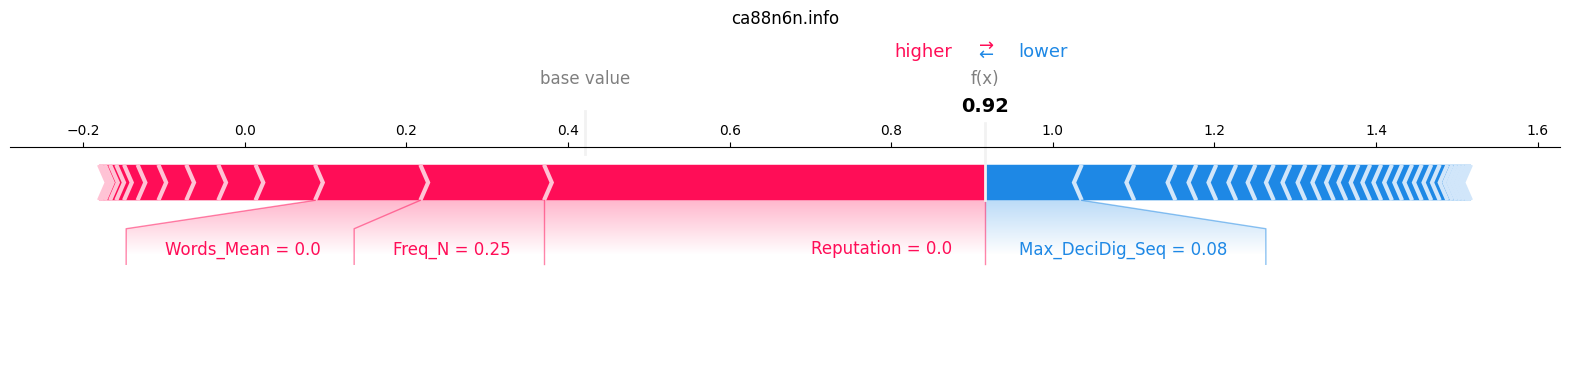 ca88n6n.info
higher → lower
←
base value f(x)
0.92
−0.2 0.0 0.2 0.4 0.6 0.8 1.0 1.2 1.4 1.6
Words_Mean = 0.0 Freq_N = 0.25 Reputation = 0.0 Max_DeciDig_Seq = 0.08